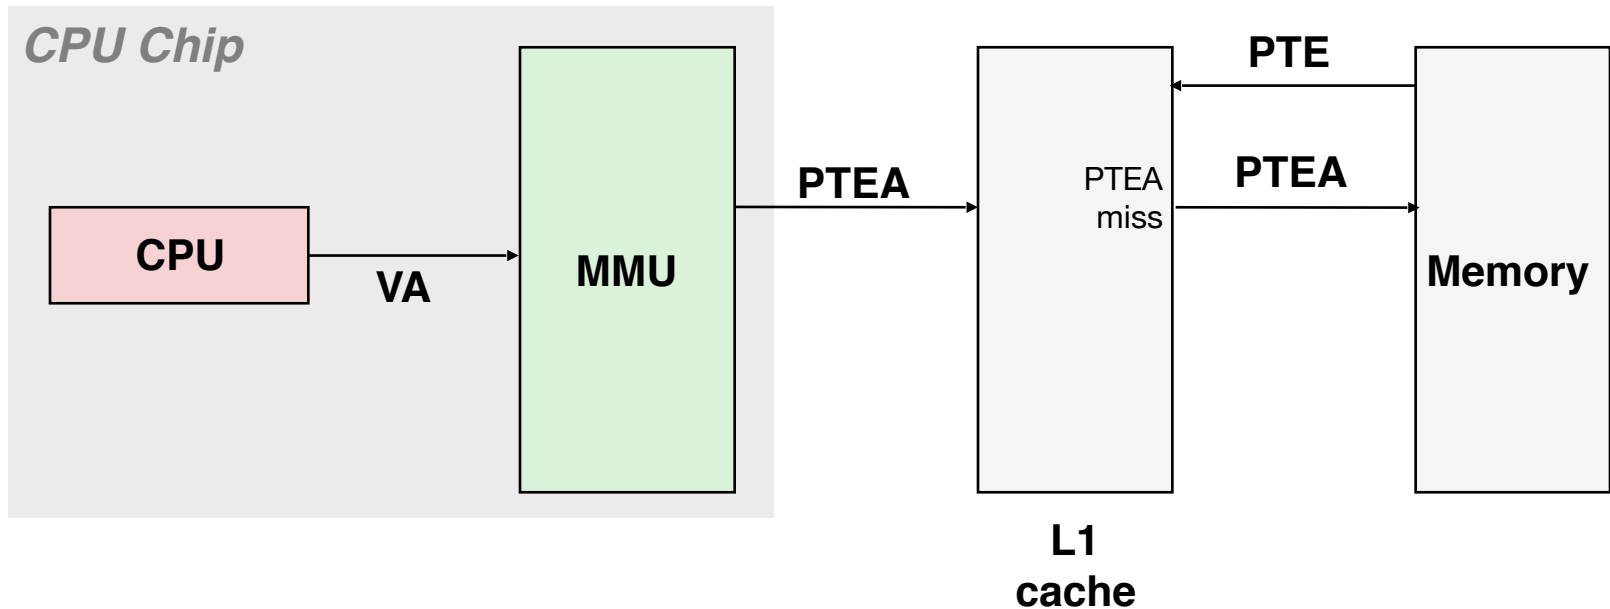 CPU Chip
PTE
PTEA
PTEA
PTEA
miss
CPU
VA
MMU
Memory
L1
cache